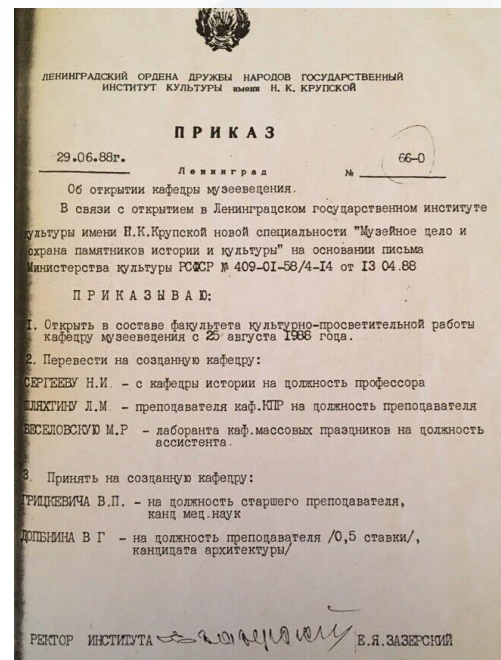 ЛЕНИНГРАДСКИЙ ОРДЕНА ДРУЖБЫ НАРОДОВ ГОСУДАРСТВЕННЫЙ
ИНСТИТУТ КУЛЬТУРЫ имени Н. К. КРУПСКОЙ
ПРИКАЗ
29.06.88г.
Ленинград
№ 66-0
Об открытии кафедры музееведения.
В связи с открытием в Ленинградском государственном институте
культуры имени Н.К.Крупской новой специальности "Музейное дело и
охрана памятников истории и культуры" на основании письма
Министерства культуры РСФСР № 409-01-58/4-14 от 13 04.88
ПРИКАЗЫВАЮ:
1. Открыть в составе факультета культурно-просветительной работы
кафедру музееведения с 25 августа 1988 года.
2. Перевести на созданную кафедру:
СЕРГЕЕВУ Н.И. - с кафедры истории на должность профессора
ШЛЯХТИНУ Л.М. - преподавателя каф.КПР на должность преподавателя
ВЕСЕЛОВСКУЮ М.Р - лаборанта каф.массовых праздников на должность
ассистента.
3. Принять на созданную кафедру:
ГРИЦКЕВИЧА В.П. - на должность старшего преподавателя,
канд мед.наук
В Г - на должность преподавателя /0,5 ставки/,
кандидата архитектуры/
РЕКТОР ИНСТИТУТА Зазерский Е.Я.ЗАЗЕРСКИЙ